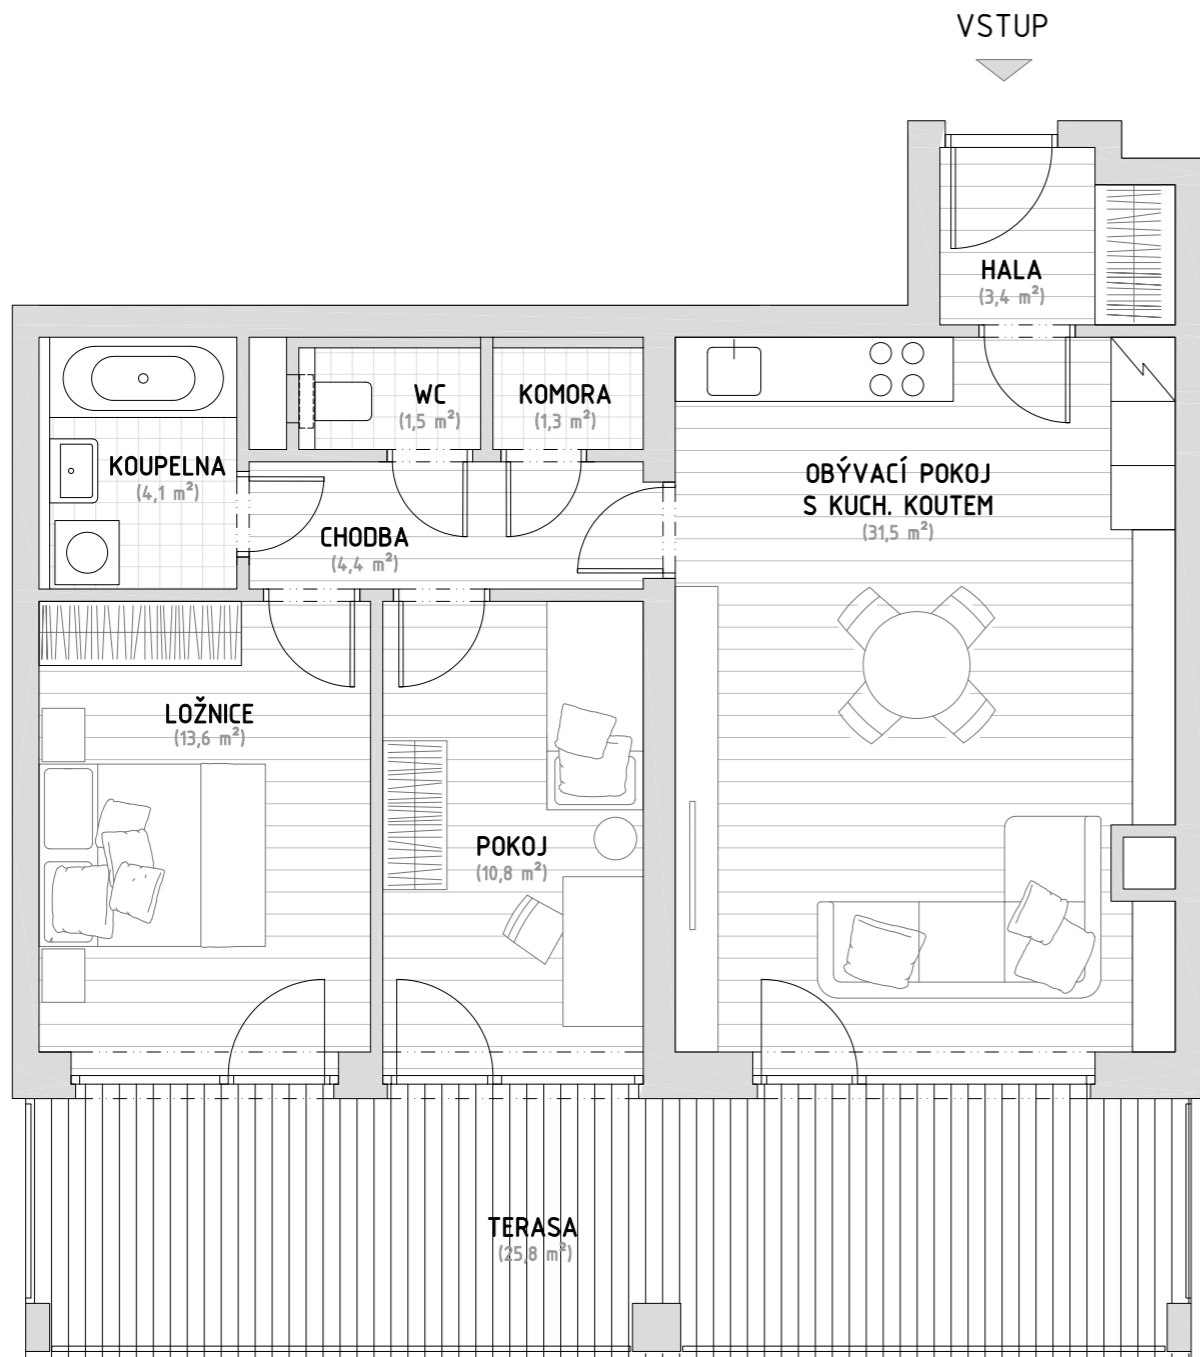 VSTUP
HALA
(3,4 m²)
WC
(1,5 m²)
KOMORA
(1,3 m²)
KOUPELNA
(4,1 m²)
OBÝVACÍ POKOJ
S KUCH. KOUTEM
(31,5 m²)
CHODBA
(4,4 m²)
LOŽNICE
(13,6 m²)
POKOJ
(10,8 m²)
TERASA
(25,8 m²)